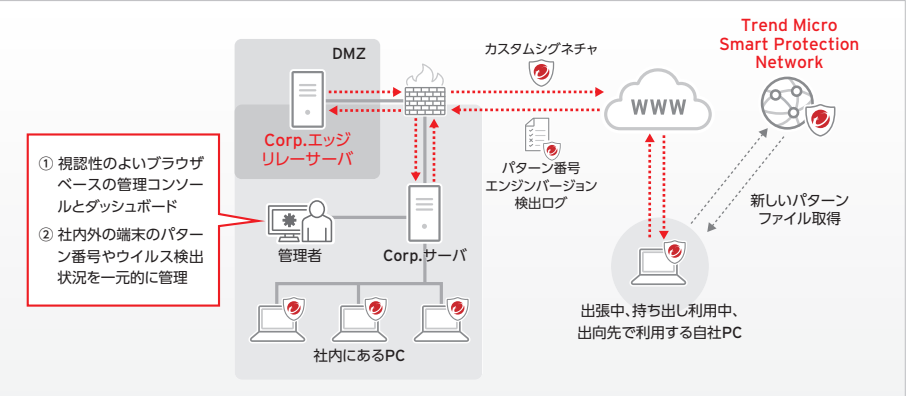 Trend Micro
Smart Protection
Network
DMZ
カスタムシグネチャ
WWW
Corp.エッジ
リレーサーバ
① 視認性のよいブラウザ
ベースの管理コンソー
ルとダッシュボード
② 社内外の端末のパター
ン番号やウイルス検出
状況を一元的に管理
パターン番号
エンジンバージョン
検出ログ
新しいパターン
ファイル取得
管理者
Corp.サーバ
出張中、持ち出し利用中、
出向先で利用する自社PC
社内にあるPC